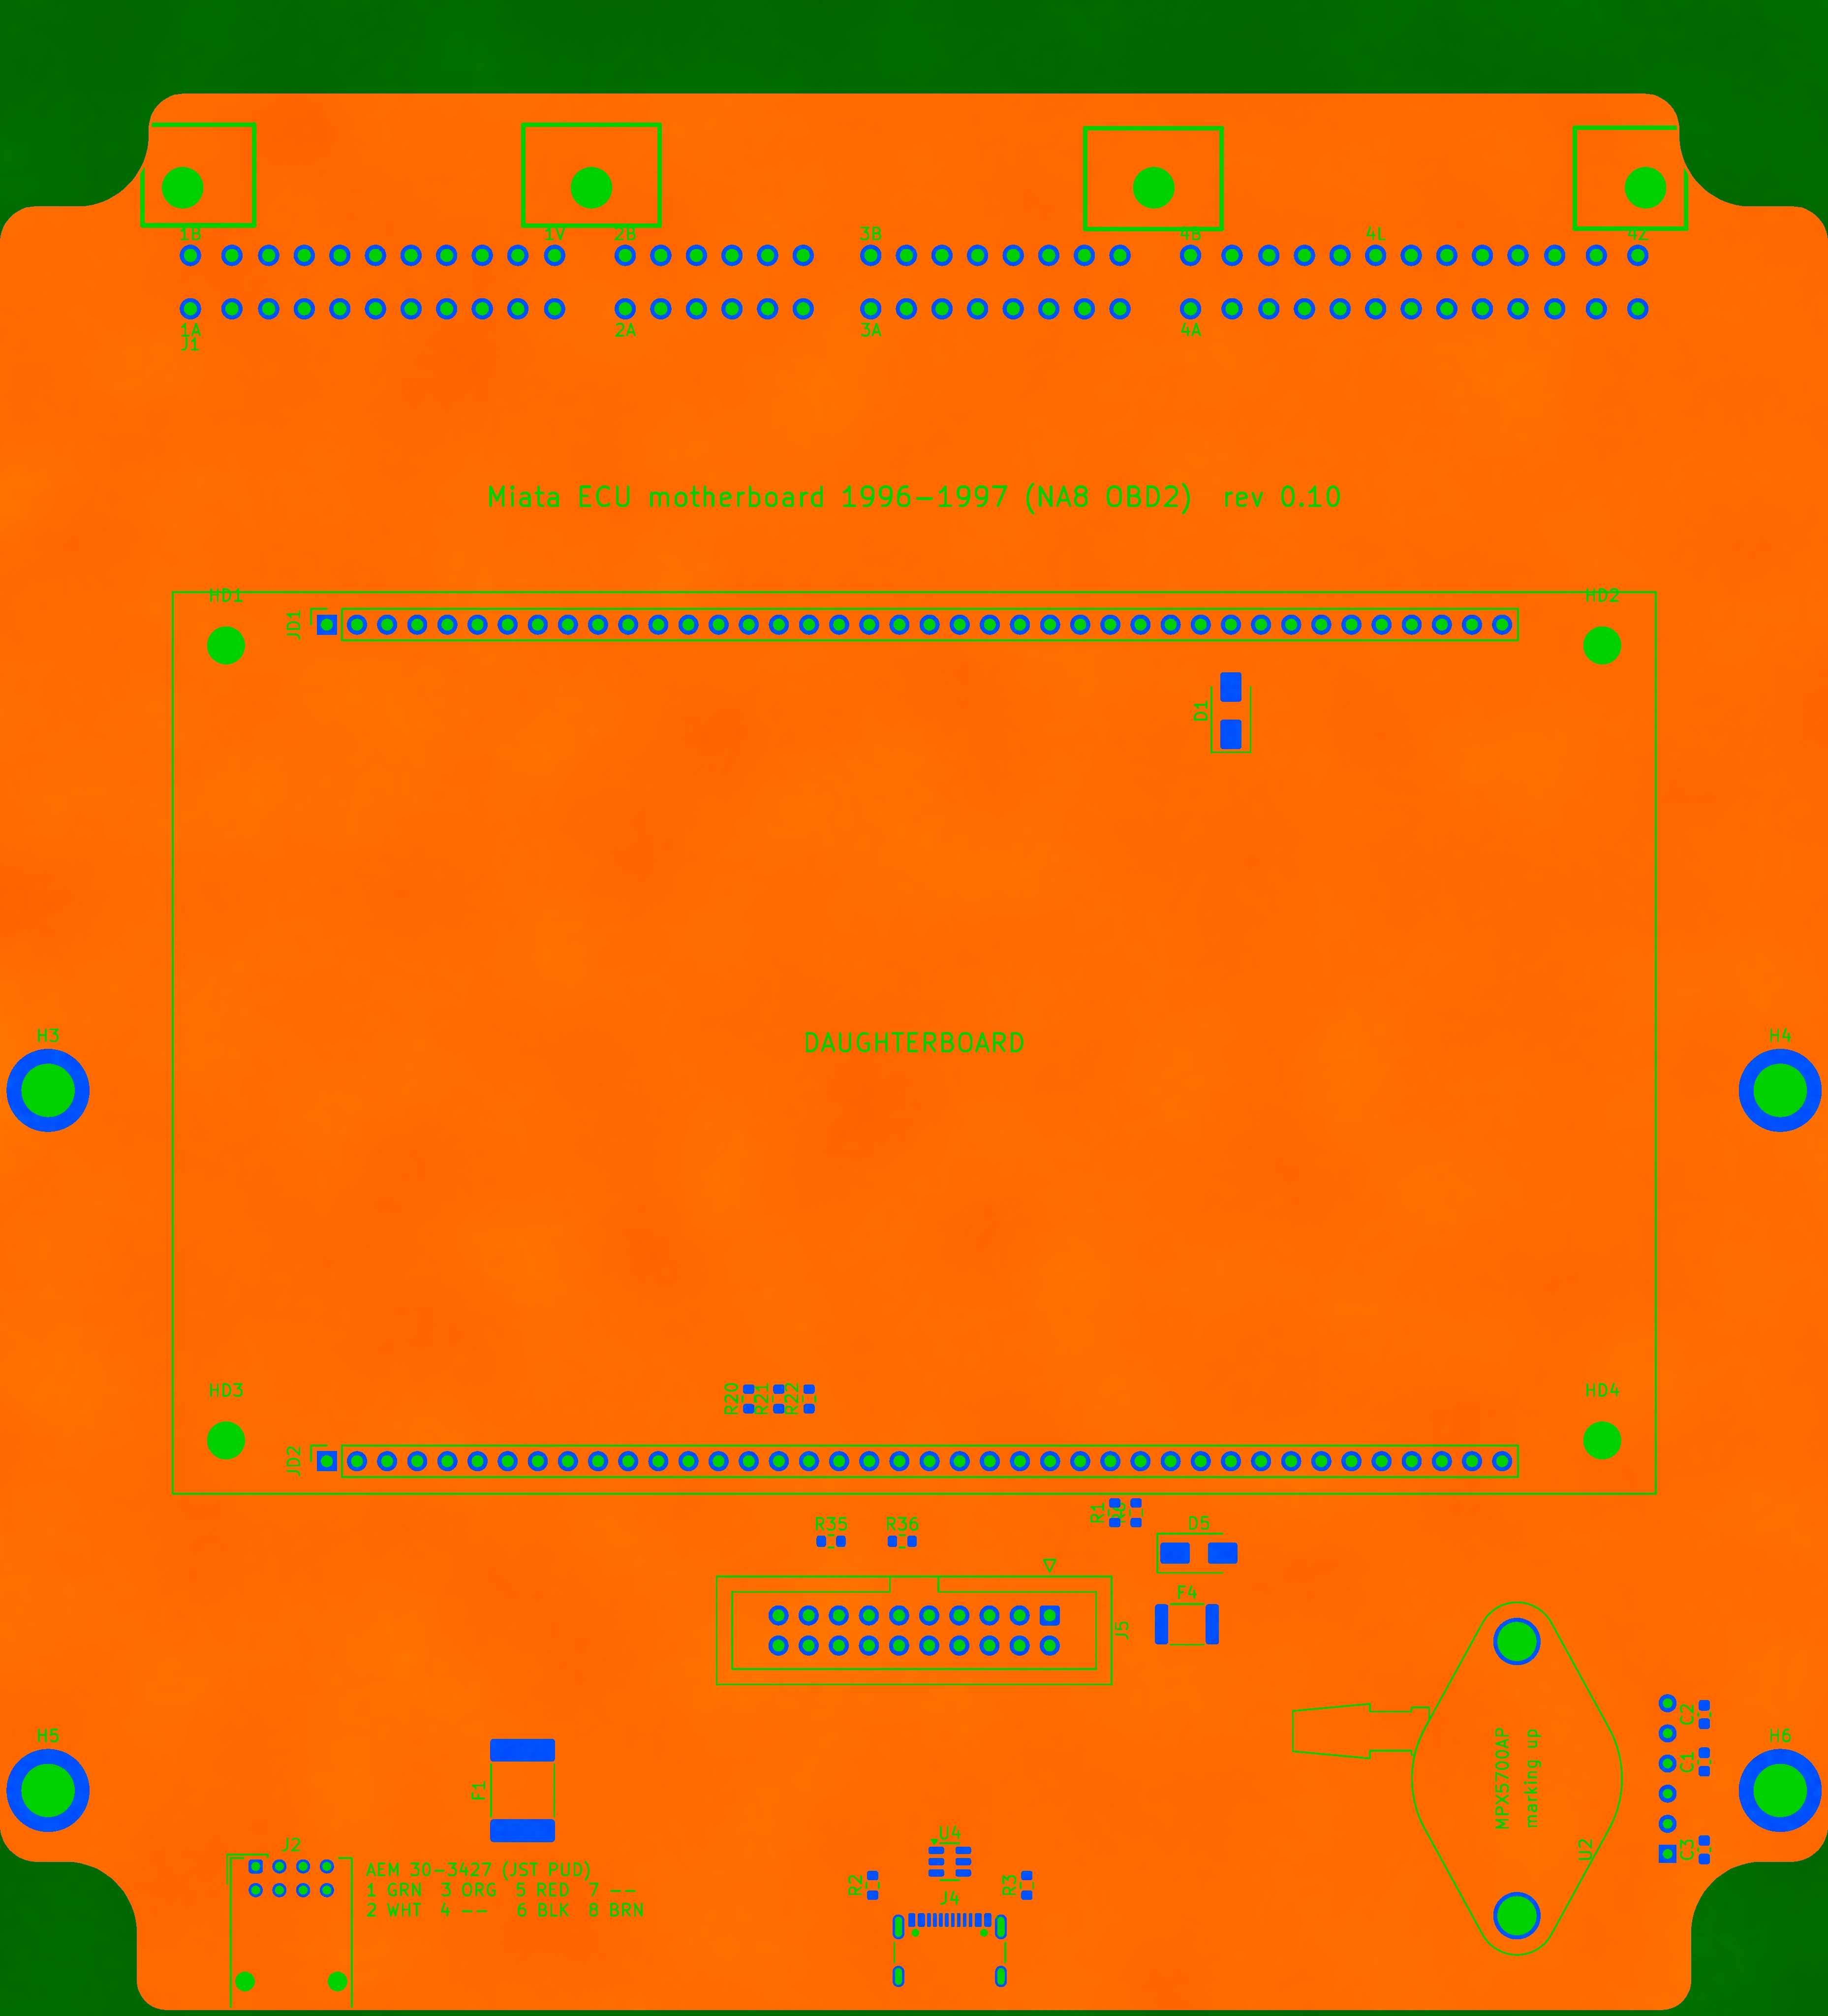 1B 1V 2B 3B 4B 4L 4Z
1A 2A 3A 4A
J1
Miata ECU motherboard 1996-1997 (NA8 OBD2) rev 0.10
HD1 HD2
JD1
D1
H3 H4
DAUGHTERBOARD
HD3 HD4
R20 R21 R22
JD2
R1
R35 R36 D5
F4
J5
H5 H6
MPX5700AP
marking up
C2
C1
C3
U2
F1
J2 U4
AEM 30-3427 (JST PUD)
1 GRN 3 ORG 5 RED 7 --
2 WHT 4 -- 6 BLK 8 BRN
R2 J4 R3